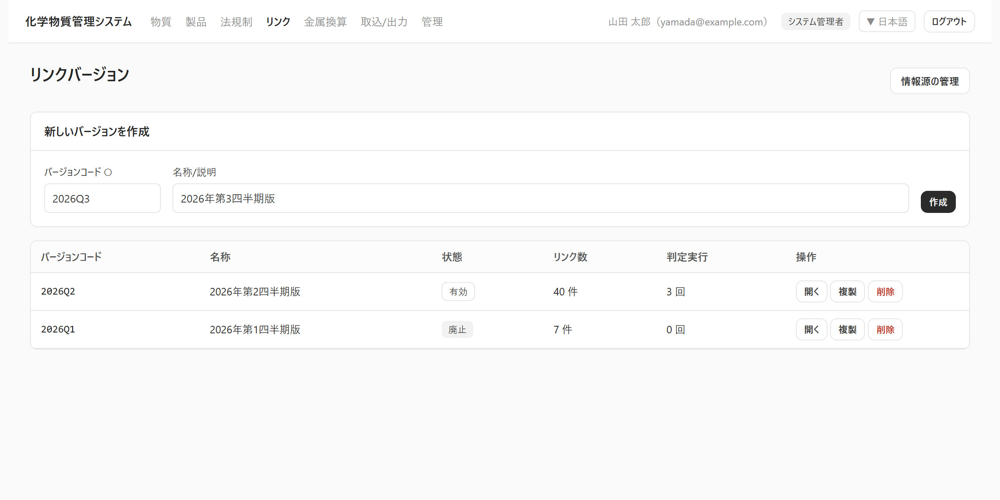 化学物質管理システム 物質 製品 法規制 リンク 金属換算 取込/出力 管理 山田 太郎（yamada@example.com） システム管理者 ▼ 日本語 ログアウト
リンクバージョン 情報源の管理
新しいバージョンを作成
バージョンコード ○ 名称/説明
2026Q3 2026年第3四半期版 作成
バージョンコード 名称 状態 リンク数 判定実行 操作
2026Q2 2026年第2四半期版 有効 40 件 3 回 開く 複製 削除
2026Q1 2026年第1四半期版 廃止 7 件 0 回 開く 複製 削除